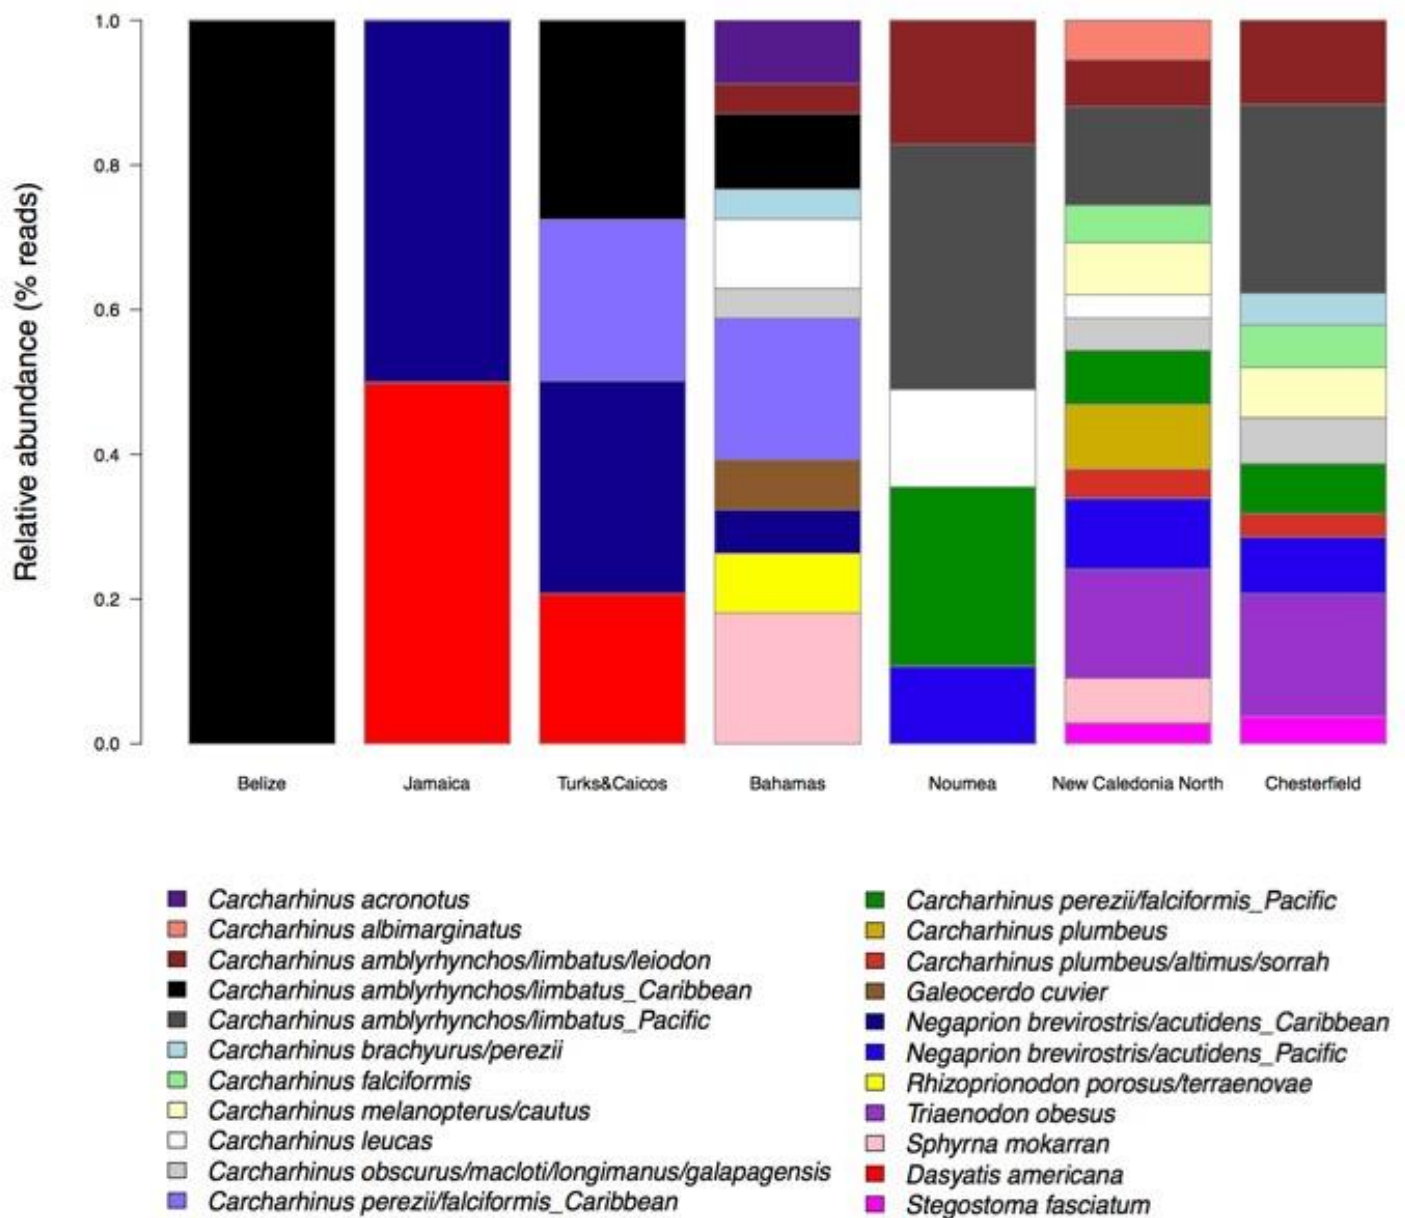 Relative abundance (% reads)
1.0
0.8
0.6
0.4
0.2
0.0
Belize
Jamaica
Turks&Caicos
Bahamas
Noumea
New Caledonia North
Chesterfield
Carcharhinus acronotus
Carcharhinus albimarginatus
Carcharhinus amblyrhynchos/limbatus/leiodon
Carcharhinus amblyrhynchos/limbatus_Caribbean
Carcharhinus amblyrhynchos/limbatus_Pacific
Carcharhinus brachyurus/perezii
Carcharhinus falciformis
Carcharhinus melanopterus/cautus
Carcharhinus leucas
Carcharhinus obscurus/macloti/longimanus/galapagensis
Carcharhinus perezii/falciformis_Caribbean
Carcharhinus perezii/falciformis_Pacific
Carcharhinus plumbeus
Carcharhinus plumbeus/altimus/sorrah
Galeocerdo cuvier
Negaprion brevirostris/acutidens_Caribbean
Negaprion brevirostris/acutidens_Pacific
Rhizoprionodon porosus/terraenovae
Triaenodon obesus
Sphyrna mokarran
Dasyatis americana
Stegostoma fasciatum